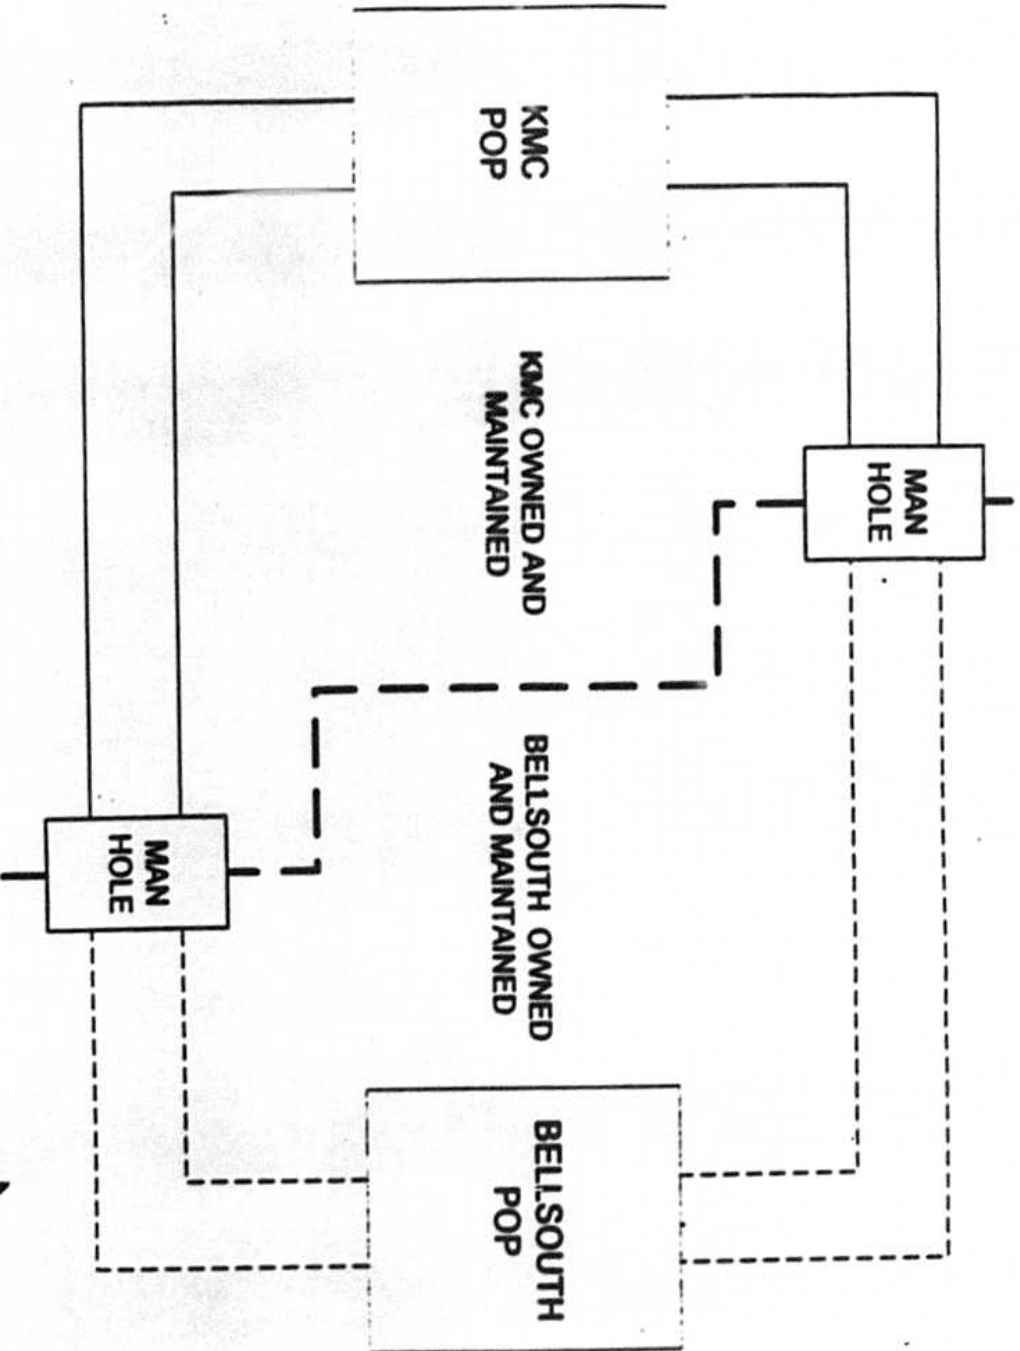 KMC
POP
MAN
HOLE
KMC OWNED AND
MAINTAINED
BELLSOUTH OWNED
AND MAINTAINED
MAN
HOLE
BELLSOUTH
POP